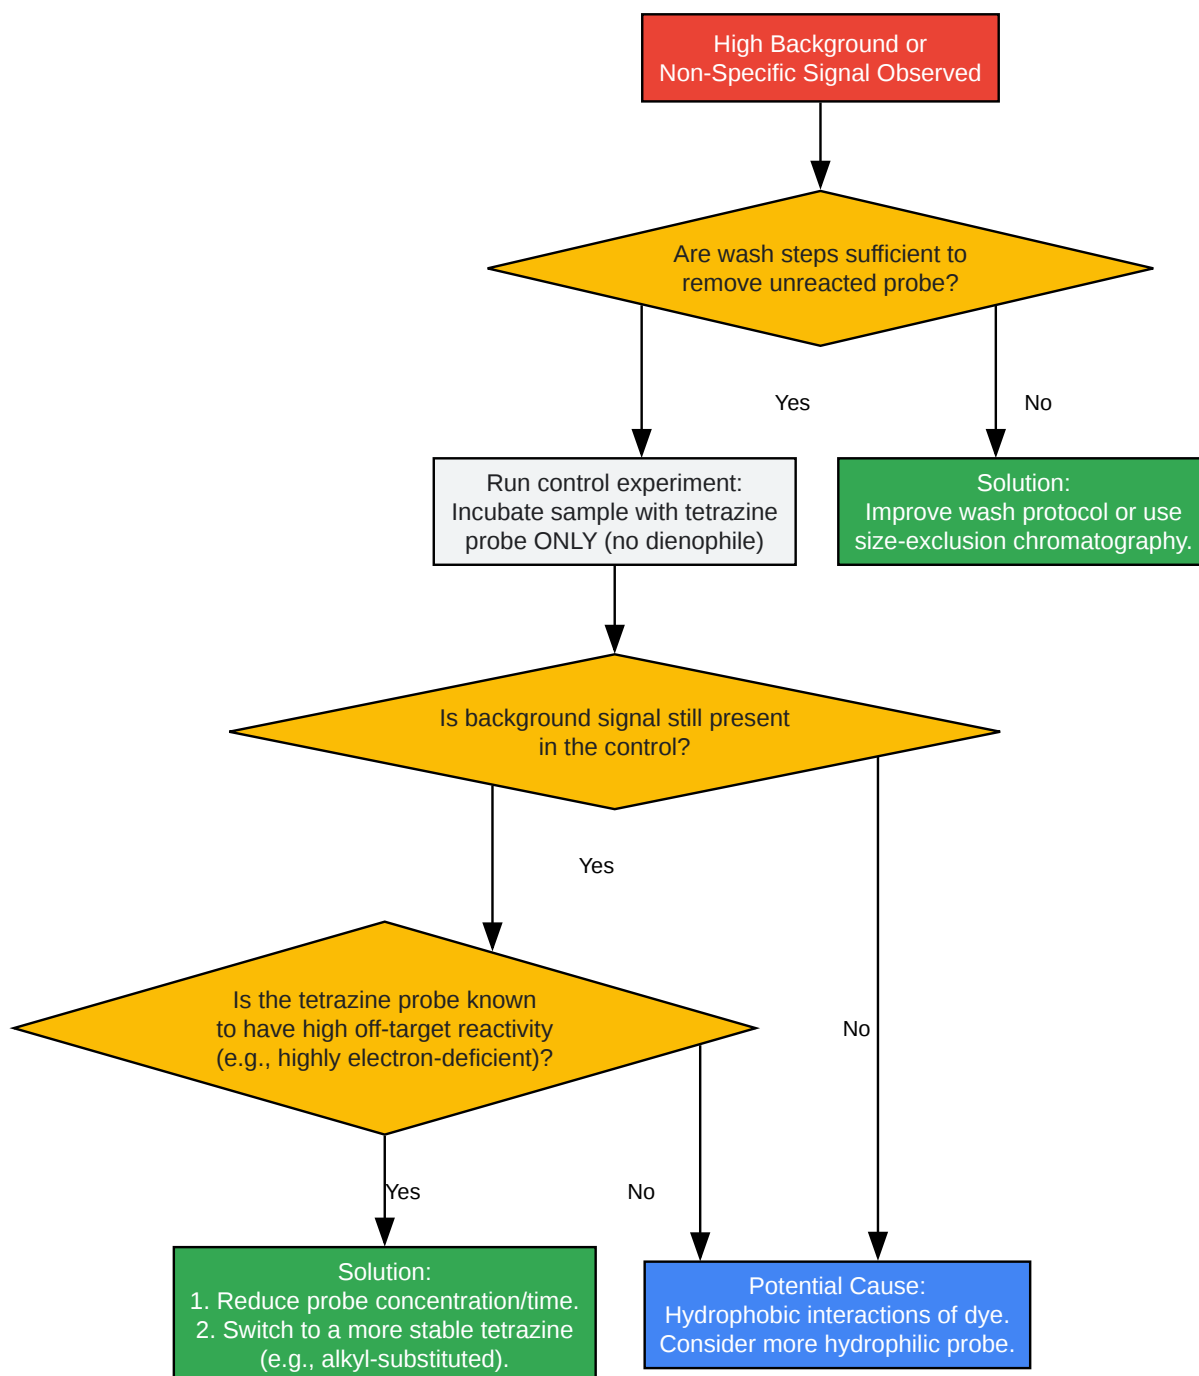 High Background or
Non-Specific Signal Observed
Are wash steps sufficient to
remove unreacted probe?
Yes
No
Run control experiment:
Incubate sample with tetrazine
probe ONLY (no dienophile)
Solution:
Improve wash protocol or use
size-exclusion chromatography.
Is background signal still present
in the control?
Yes
No
Is the tetrazine probe known
to have high off-target reactivity
(e.g., highly electron-deficient)?
Yes
No
Solution:
1. Reduce probe concentration/time.
2. Switch to a more stable tetrazine
(e.g., alkyl-substituted).
Potential Cause:
Hydrophobic interactions of dye.
Consider more hydrophilic probe.